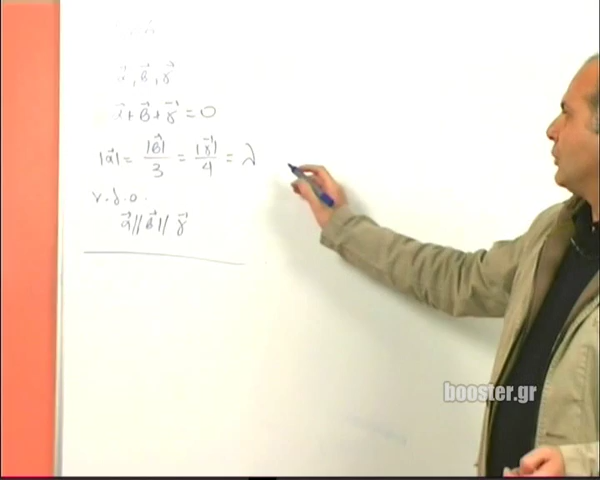 α⃗, β⃗, γ⃗
α⃗ + β⃗ + γ⃗ = 0
|α⃗| = |β⃗|/3 = |γ⃗|/4 = λ
ν.δ.ο.
α⃗ // β⃗ // γ⃗
booster.gr